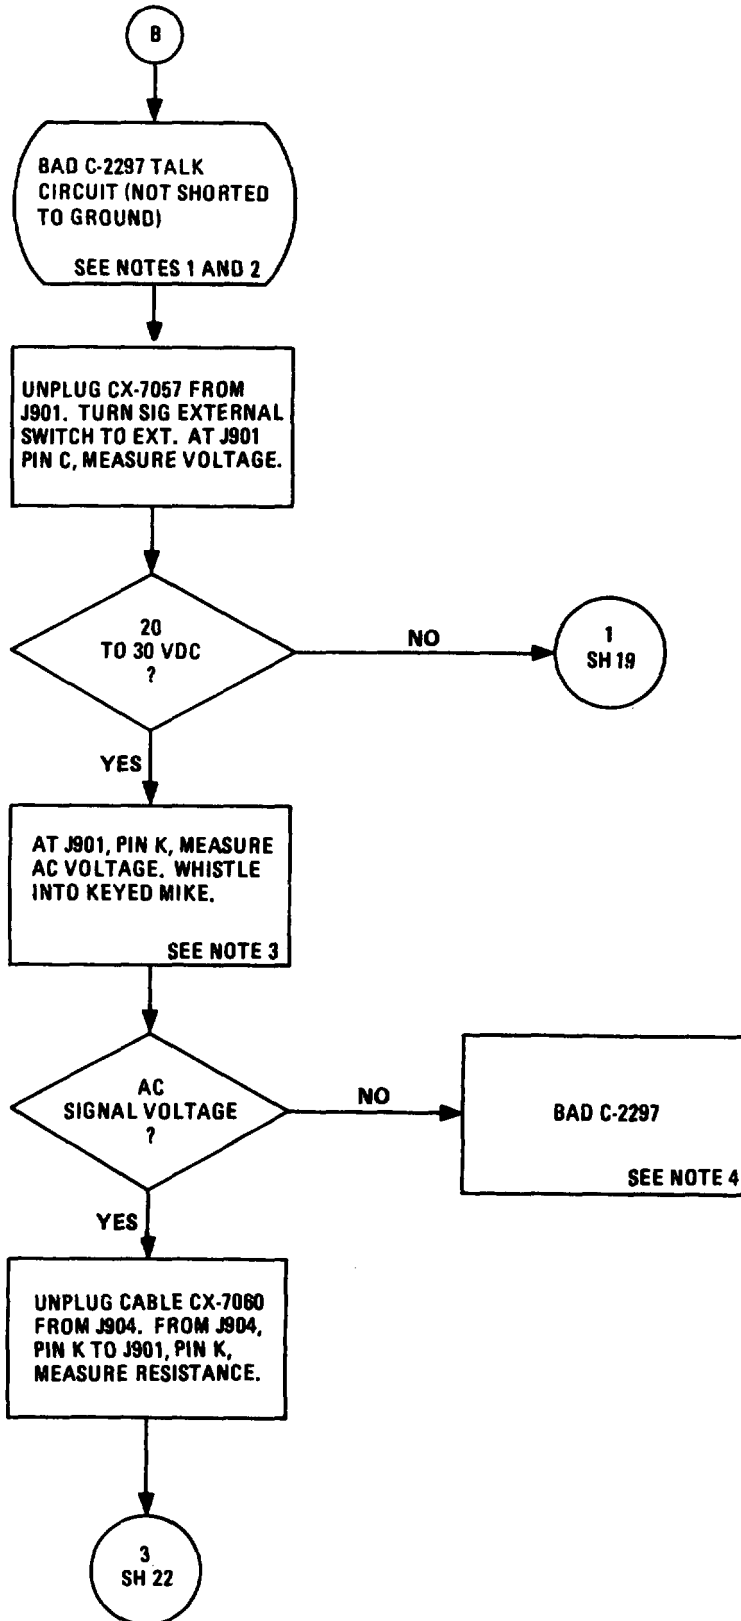 B
BAD C-2297 TALK
CIRCUIT (NOT SHORTED
TO GROUND)
SEE NOTES 1 AND 2
UNPLUG CX-7057 FROM
J901. TURN SIG EXTERNAL
SWITCH TO EXT. AT J901
PIN C, MEASURE VOLTAGE.
20
TO 30 VDC
?
NO
1
SH 19
YES
AT J901, PIN K, MEASURE
AC VOLTAGE. WHISTLE
INTO KEYED MIKE.
SEE NOTE 3
AC
SIGNAL VOLTAGE
?
NO
BAD C-2297
SEE NOTE 4
YES
UNPLUG CABLE CX-7060
FROM J904. FROM J904,
PIN K TO J901, PIN K,
MEASURE RESISTANCE.
3
SH 22